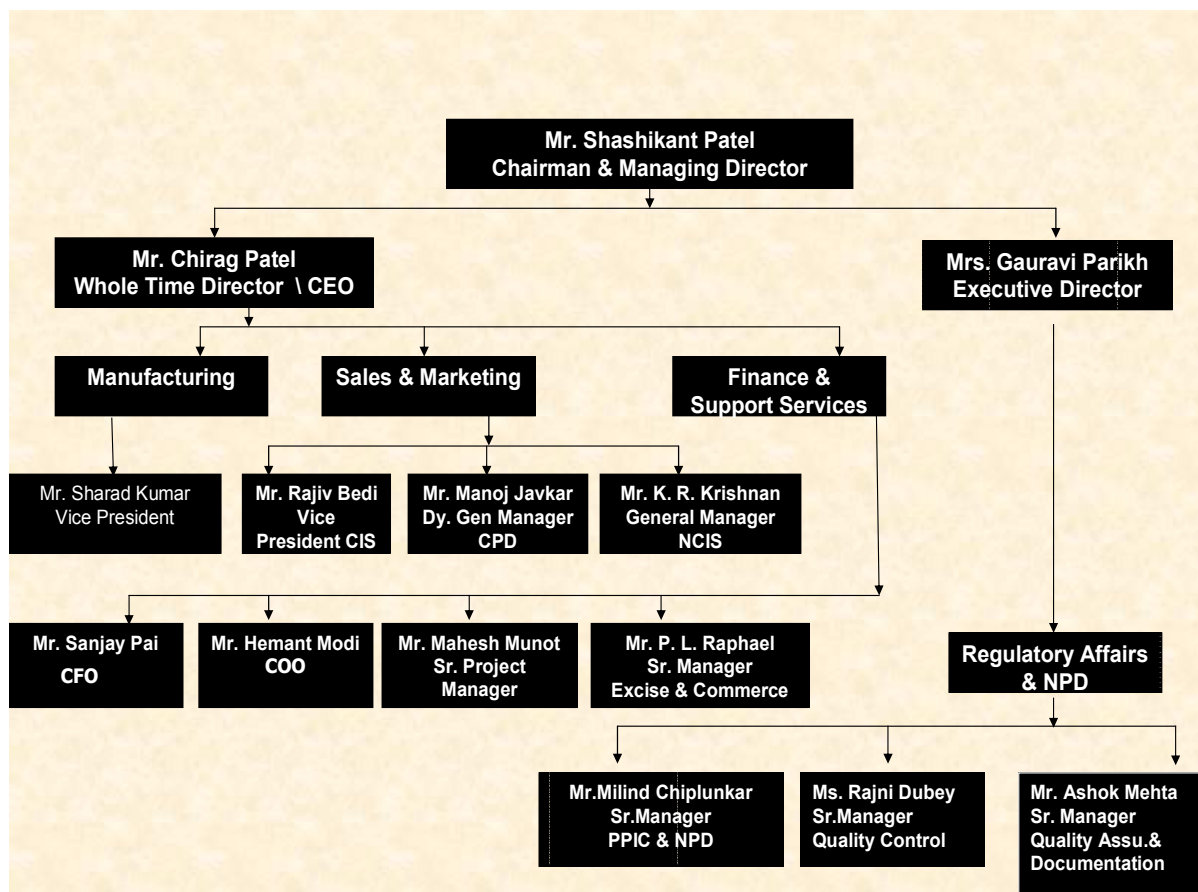 Mr. Shashikant Patel
Chairman & Managing Director
Mr. Chirag Patel
Whole Time Director \ CEO
Mrs. Gauravi Parikh
Executive Director
Manufacturing
Sales & Marketing
Finance &
Support Services
Mr. Sharad Kumar
Vice President
Mr. Rajiv Bedi
Vice
President CIS
Mr. Manoj Javkar
Dy. Gen Manager
CPD
Mr. K. R. Krishnan
General Manager
NCIS
Mr. Sanjay Pai
CFO
Mr. Hemant Modi
COO
Mr. Mahesh Munot
Sr. Project
Manager
Mr. P. L. Raphael
Sr. Manager
Excise & Commerce
Regulatory Affairs
& NPD
Mr.Milind Chiplunkar
Sr.Manager
PPIC & NPD
Ms. Rajni Dubey
Sr.Manager
Quality Control
Mr. Ashok Mehta
Sr. Manager
Quality Assu.&
Documentation